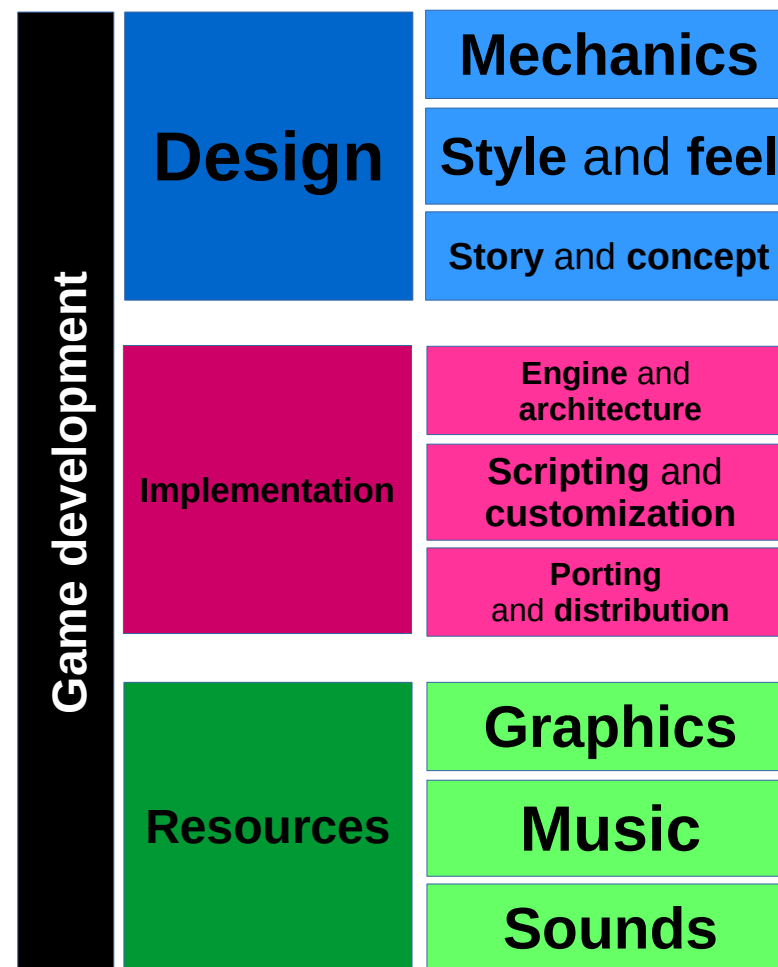 Game development
Design
Mechanics
Style and feel
Story and concept
Implementation
Engine and
architecture
Scripting and
customization
Porting
and distribution
Resources
Graphics
Music
Sounds